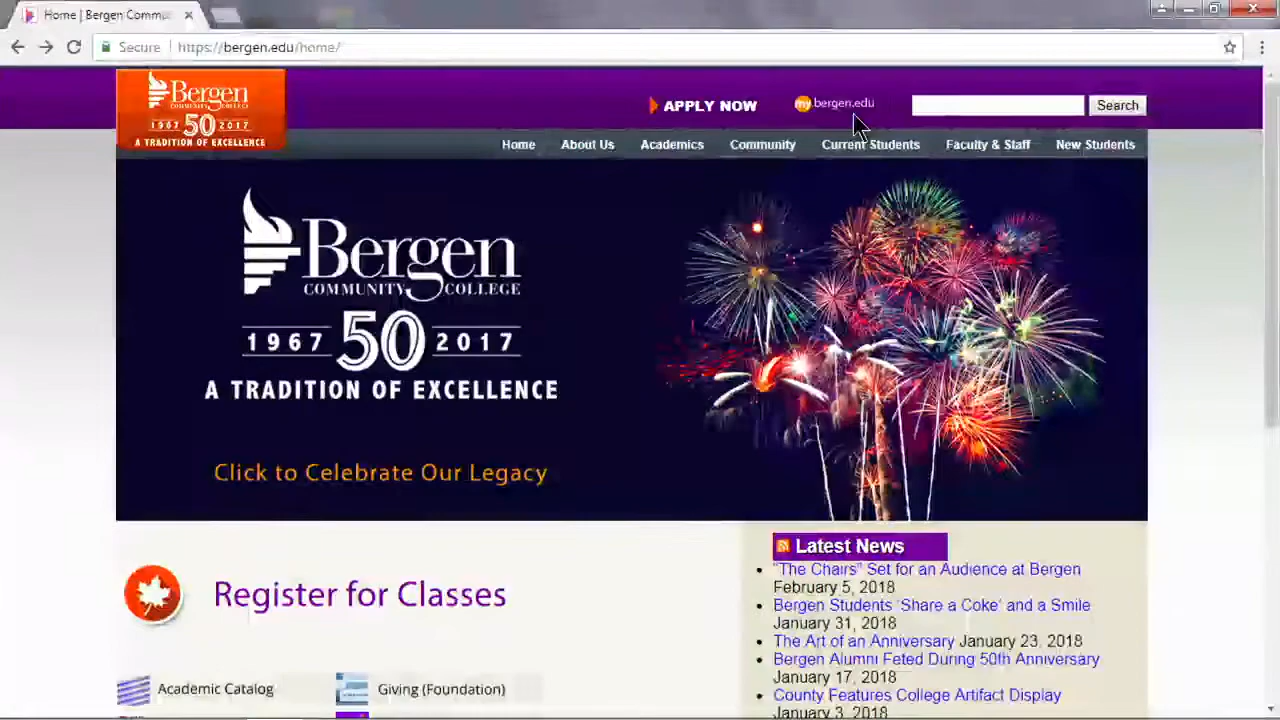 Home | Bergen Commu
Secure https://bergen.edu/home/
Bergen
COMMUNITY COLLEGE
1967 50 2017
A TRADITION OF EXCELLENCE
APPLY NOW
my.bergen.edu
Search
Home About Us Academics Community Current Students Faculty & Staff New Students
Bergen
COMMUNITY COLLEGE
1967 50 2017
A TRADITION OF EXCELLENCE
Click to Celebrate Our Legacy
Register for Classes
Academic Catalog
Giving (Foundation)
Latest News
"The Chairs" Set for an Audience at Bergen
February 5, 2018
Bergen Students 'Share a Coke' and a Smile
January 31, 2018
The Art of an Anniversary January 23, 2018
Bergen Alumni Feted During 50th Anniversary
January 17, 2018
County Features College Artifact Display
January 3, 2018